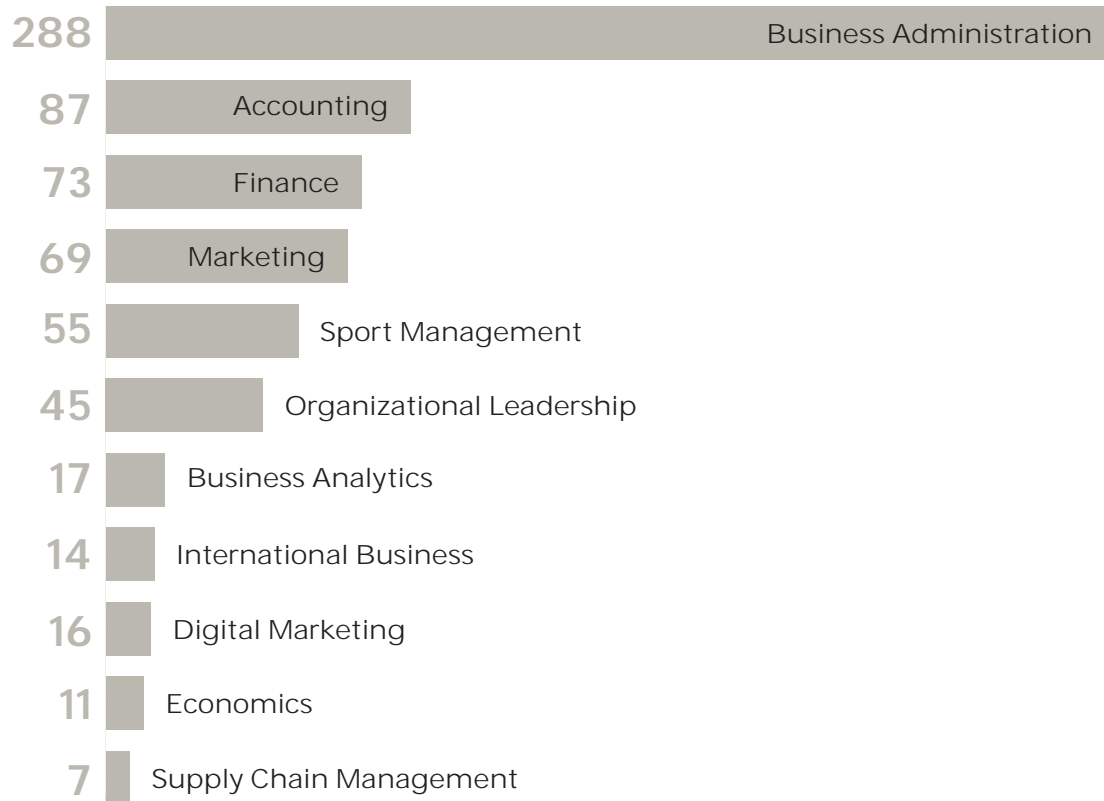 288 Business Administration
87 Accounting
73 Finance
69 Marketing
55 Sport Management
45 Organizational Leadership
17 Business Analytics
14 International Business
16 Digital Marketing
11 Economics
7 Supply Chain Management